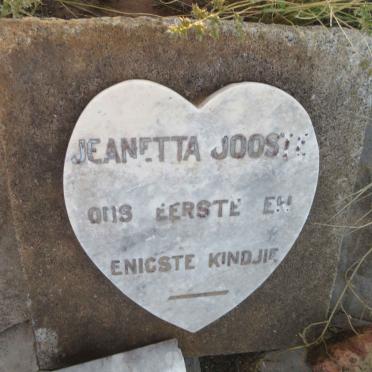 JEANETTA JOOSTE
ONS EERSTE EN
ENIGSTE KINDJIE